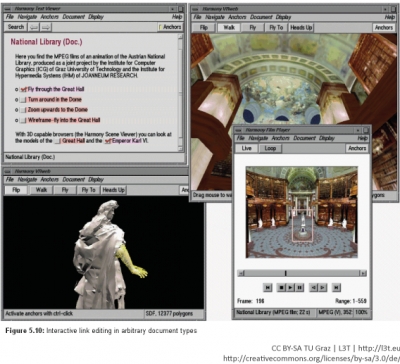 Harmony Text Viewer
File Navigate Anchors Document Display Help
Search Anchors
National Library (Doc.)
Here you find the MPEG films of an animation of the Austrian National
Library, produced as a joint project by the Institute for Computer
Graphics (ICG) of Graz University of Technology and the Institute for
Hypermedia Systems (IHM) of JOANNEUM RESEARCH.
Fly through the Great Hall
Turn around in the Dome
Zoom upwards to the Dome
Wireframe-fly into the Great Hall
With 3D capable browsers (the Harmony Scene Viewer) you can look
at the models of the Great Hall and the Emperor Karl VI.
National Library (Doc.)
Harmony VRweb
File Navigate Anchors Document Display Help
Flip Walk Fly Fly To Heads Up Anchors
Drag mouse to
Harmony VRweb
File Navigate Anchors Document Display
Flip Walk Fly Fly To Heads Up
Activate anchors with ctrl-click SDF, 12377 polygons
Harmony Film Player
File Navigate Anchors Document Display Help
Live Loop Anchors
Frame: 196 Range: 1-559
National Library (MPEG film; 22 s) MPEG (V), 352 100%
Figure 5.10: Interactive link editing in arbitrary document types
CC BY-SA TU Graz | L3T | http://l3t.eu
http://creativecommons.org/licenses/by-sa/3.0/de/